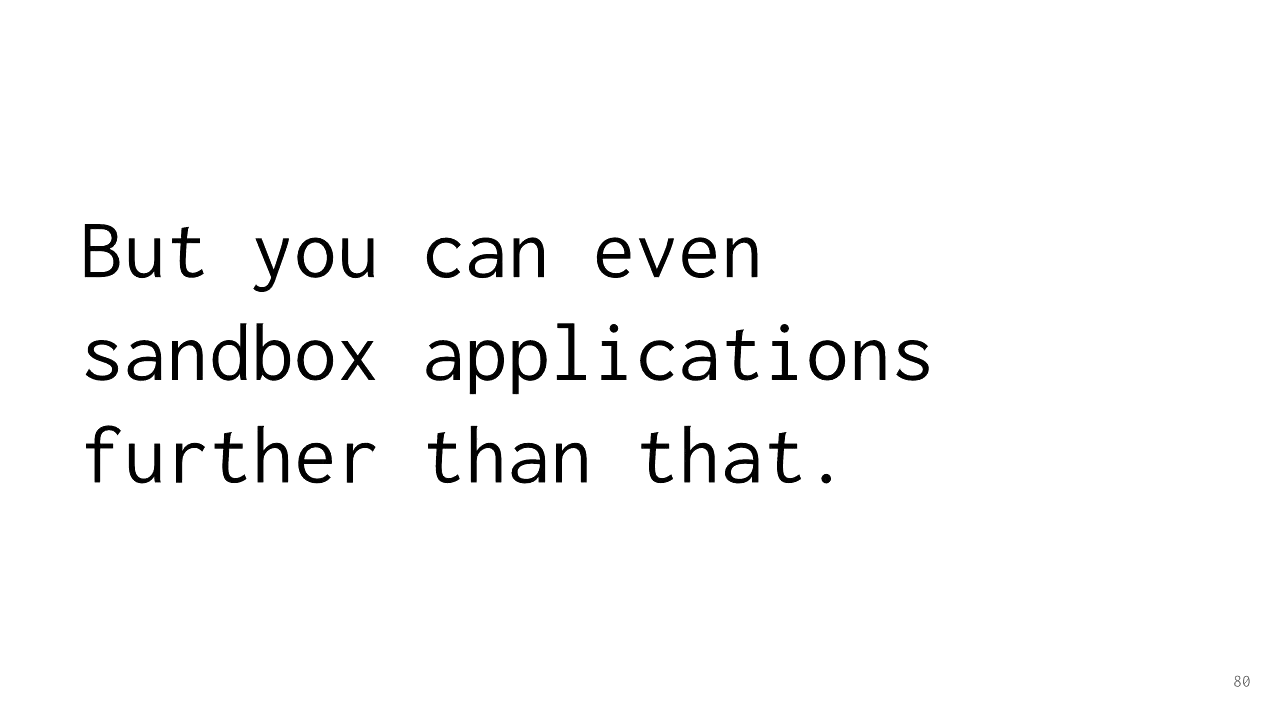 But you can even
sandbox applications
further than that.
80